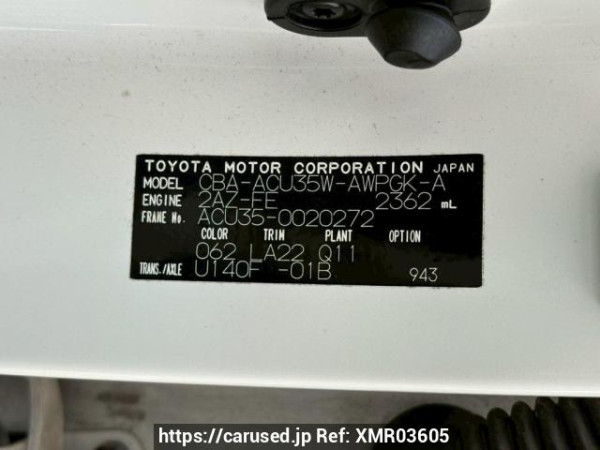 TOYOTA MOTOR CORPORATION JAPAN
MODEL CBA-ACU35W-AWPGK-A
ENGINE 2AZ-FE 2362 mL
FRAME No. ACU35-0020272
COLOR TRIM PLANT OPTION
062 LA22 Q11
TRANS./AXLE U140F -01B 943
https://carused.jp Ref: XMR03605